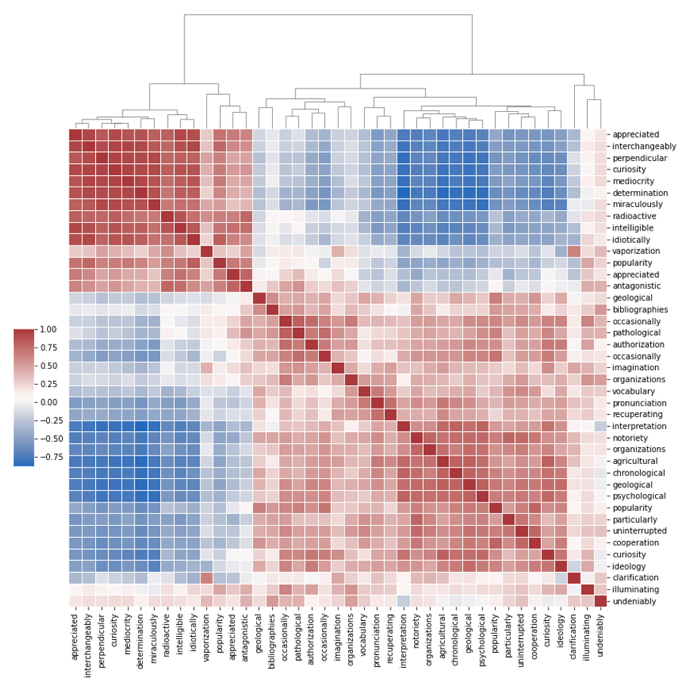 appreciated
interchangeably
perpendicular
curiosity
mediocrity
determination
miraculously
radioactive
intelligible
idiotically
vaporization
popularity
appreciated
antagonistic
geological
bibliographies
occasionally
pathological
authorization
occasionally
imagination
organizations
vocabulary
pronunciation
recuperating
interpretation
notoriety
organizations
agricultural
chronological
geological
psychological
popularity
particularly
uninterrupted
cooperation
curiosity
ideology
clarification
illuminating
undeniably
1.00
0.75
0.50
0.25
0.00
−0.25
−0.50
−0.75
appreciated
interchangeably
perpendicular
curiosity
mediocrity
determination
miraculously
radioactive
intelligible
idiotically
vaporization
popularity
appreciated
antagonistic
geological
bibliographies
occasionally
pathological
authorization
occasionally
imagination
organizations
vocabulary
pronunciation
recuperating
interpretation
notoriety
organizations
agricultural
chronological
geological
psychological
popularity
particularly
uninterrupted
cooperation
curiosity
ideology
clarification
illuminating
undeniably